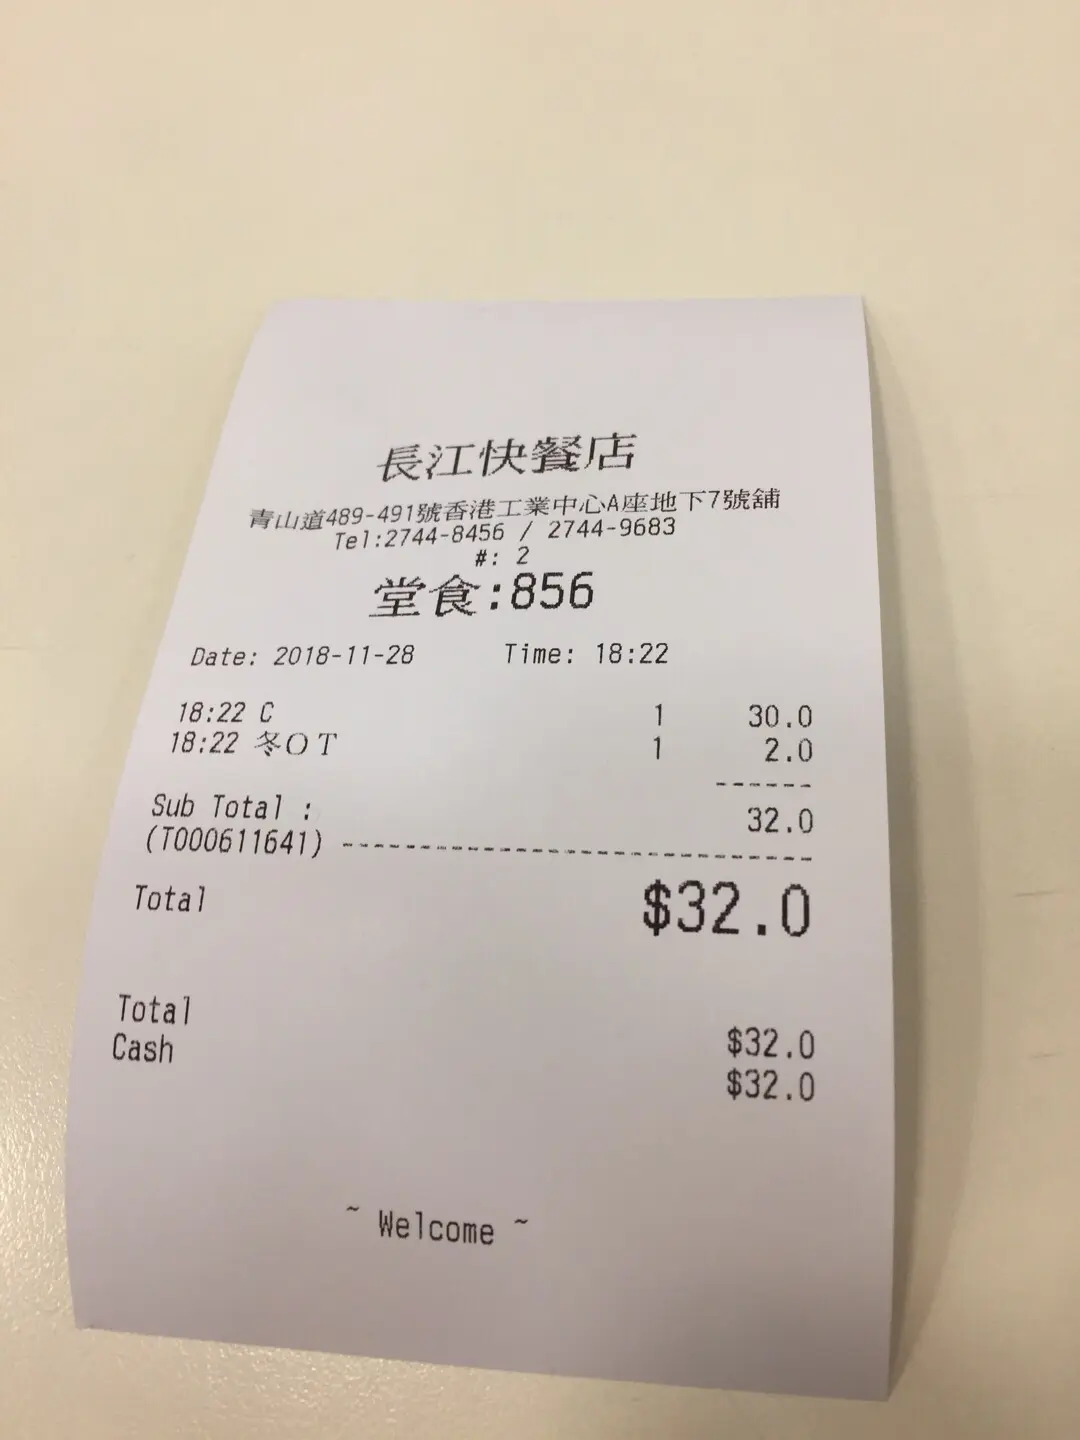 長江快餐店
青山道489-491號香港工業中心A座地下7號舖
Tel:2744-8456 / 2744-9683
#: 2
堂食:856
Date: 2018-11-28 Time: 18:22
18:22 C 1 30.0
18:22 冬OT 1 2.0
------
Sub Total : 32.0
(T000611641) ------------------------------
Total $32.0
Total $32.0
Cash $32.0
~ Welcome ~